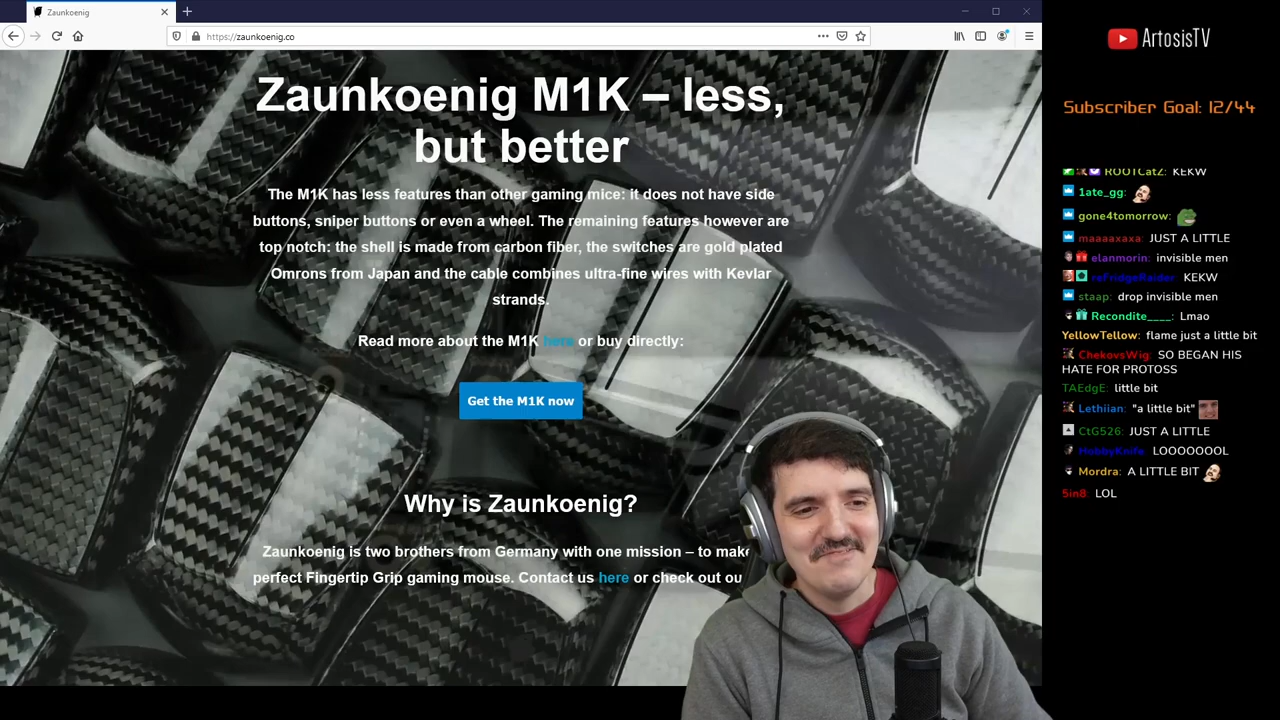 Zaunkoenig
https://zaunkoenig.co
Zaunkoenig M1K – less,
but better
The M1K has less features than other gaming mice: it does not have side
buttons, sniper buttons or even a wheel. The remaining features however are
top notch: the shell is made from carbon fiber, the switches are gold plated
Omrons from Japan and the cable combines ultra-fine wires with Kevlar
strands.
Read more about the M1K here or buy directly:
Get the M1K now
Why is Zaunkoenig?
Zaunkoenig is two brothers from Germany with one mission – to make
perfect Fingertip Grip gaming mouse. Contact us here or check out ou
ArtosisTV
Subscriber Goal: 12/44
ROOTCatZ: KEKW
1ate_gg:
gone4tomorrow:
maaaaxaxa: JUST A LITTLE
elanmorin: invisible men
reFridgeRaider: KEKW
staap: drop invisible men
Recondite____: Lmao
YellowTellow: flame just a little bit
ChekovsWig: SO BEGAN HIS
HATE FOR PROTOSS
TAEdgE: little bit
Lethiian: "a little bit"
CtG526: JUST A LITTLE
HobbyKnife: LOOOOOOOL
Mordra: A LITTLE BIT
5in8: LOL